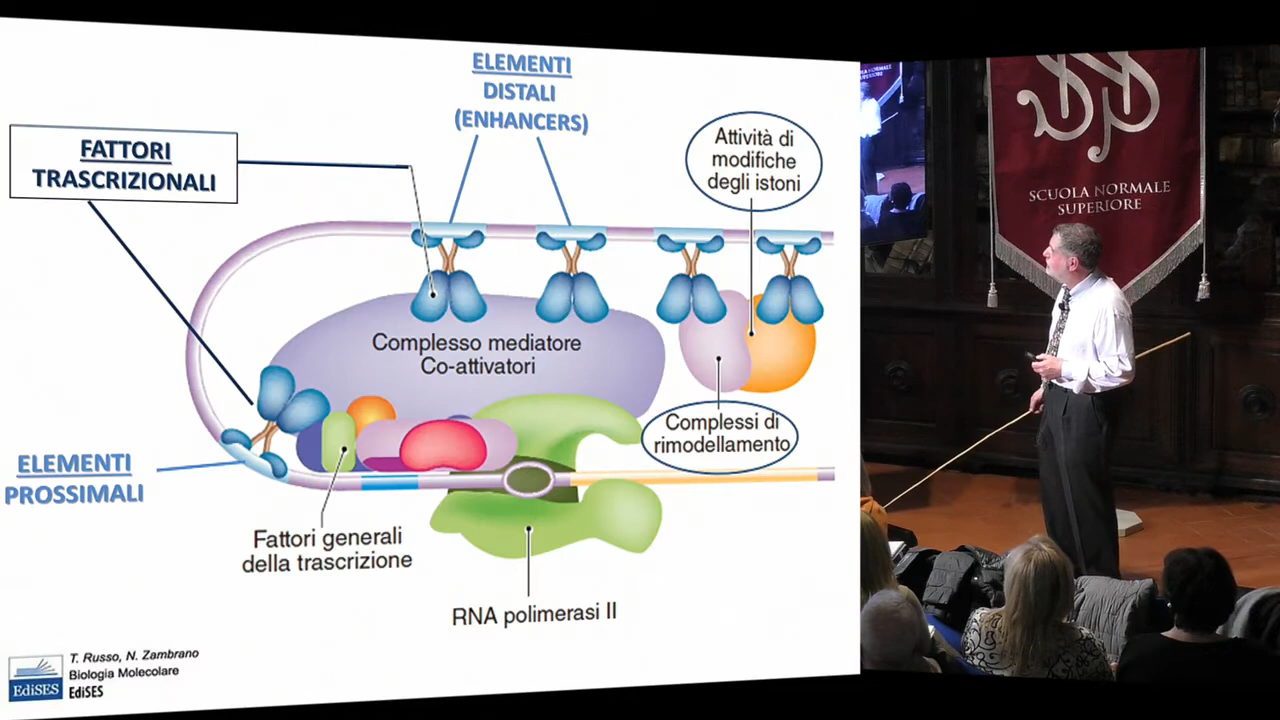 ELEMENTI
DISTALI
(ENHANCERS)
FATTORI
TRASCRIZIONALI
Attività di
modifiche
degli istoni
Complesso mediatore
Co-attivatori
Complessi di
rimodellamento
ELEMENTI
PROSSIMALI
Fattori generali
della trascrizione
RNA polimerasi II
T. Russo, N. Zambrano
Biologia Molecolare
EdiSES
EdiSES
SCUOLA NORMALE
SUPERIORE